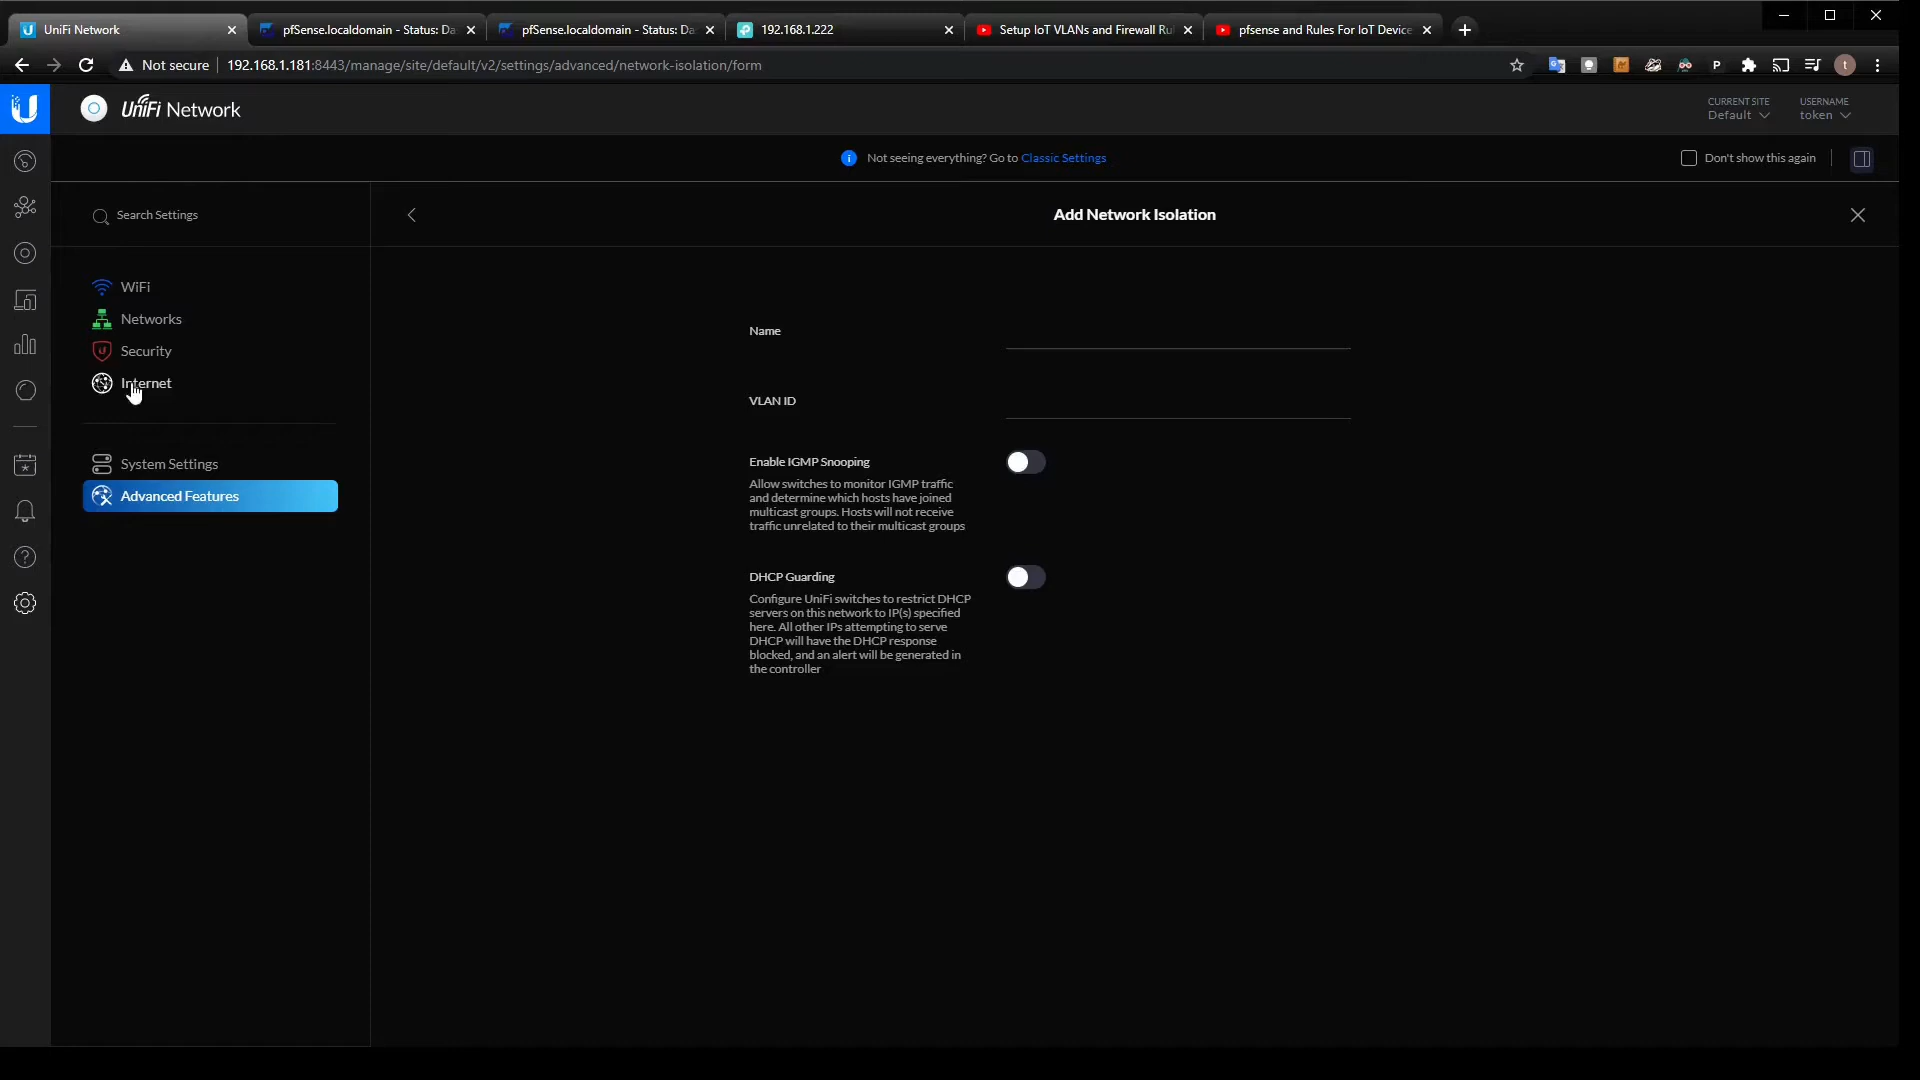 UniFi Network
pfSense.localdomain - Status: Da
pfSense.localdomain - Status: Da
192.168.1.222
Setup IoT VLANs and Firewall Ru
pfsense and Rules For IoT Device
Not secure
192.168.1.181:8443/manage/site/default/v2/settings/advanced/network-isolation/form
P
t
U
UniFi Network
CURRENT SITE
Default
USERNAME
token
Not seeing everything? Go to Classic Settings
Don't show this again
Search Settings
Add Network Isolation
WiFi
Networks
Security
Internet
System Settings
Advanced Features
Name
VLAN ID
Enable IGMP Snooping
Allow switches to monitor IGMP traffic
and determine which hosts have joined
multicast groups. Hosts will not receive
traffic unrelated to their multicast groups
DHCP Guarding
Configure UniFi switches to restrict DHCP
servers on this network to IP(s) specified
here. All other IPs attempting to serve
DHCP will have the DHCP response
blocked, and an alert will be generated in
the controller